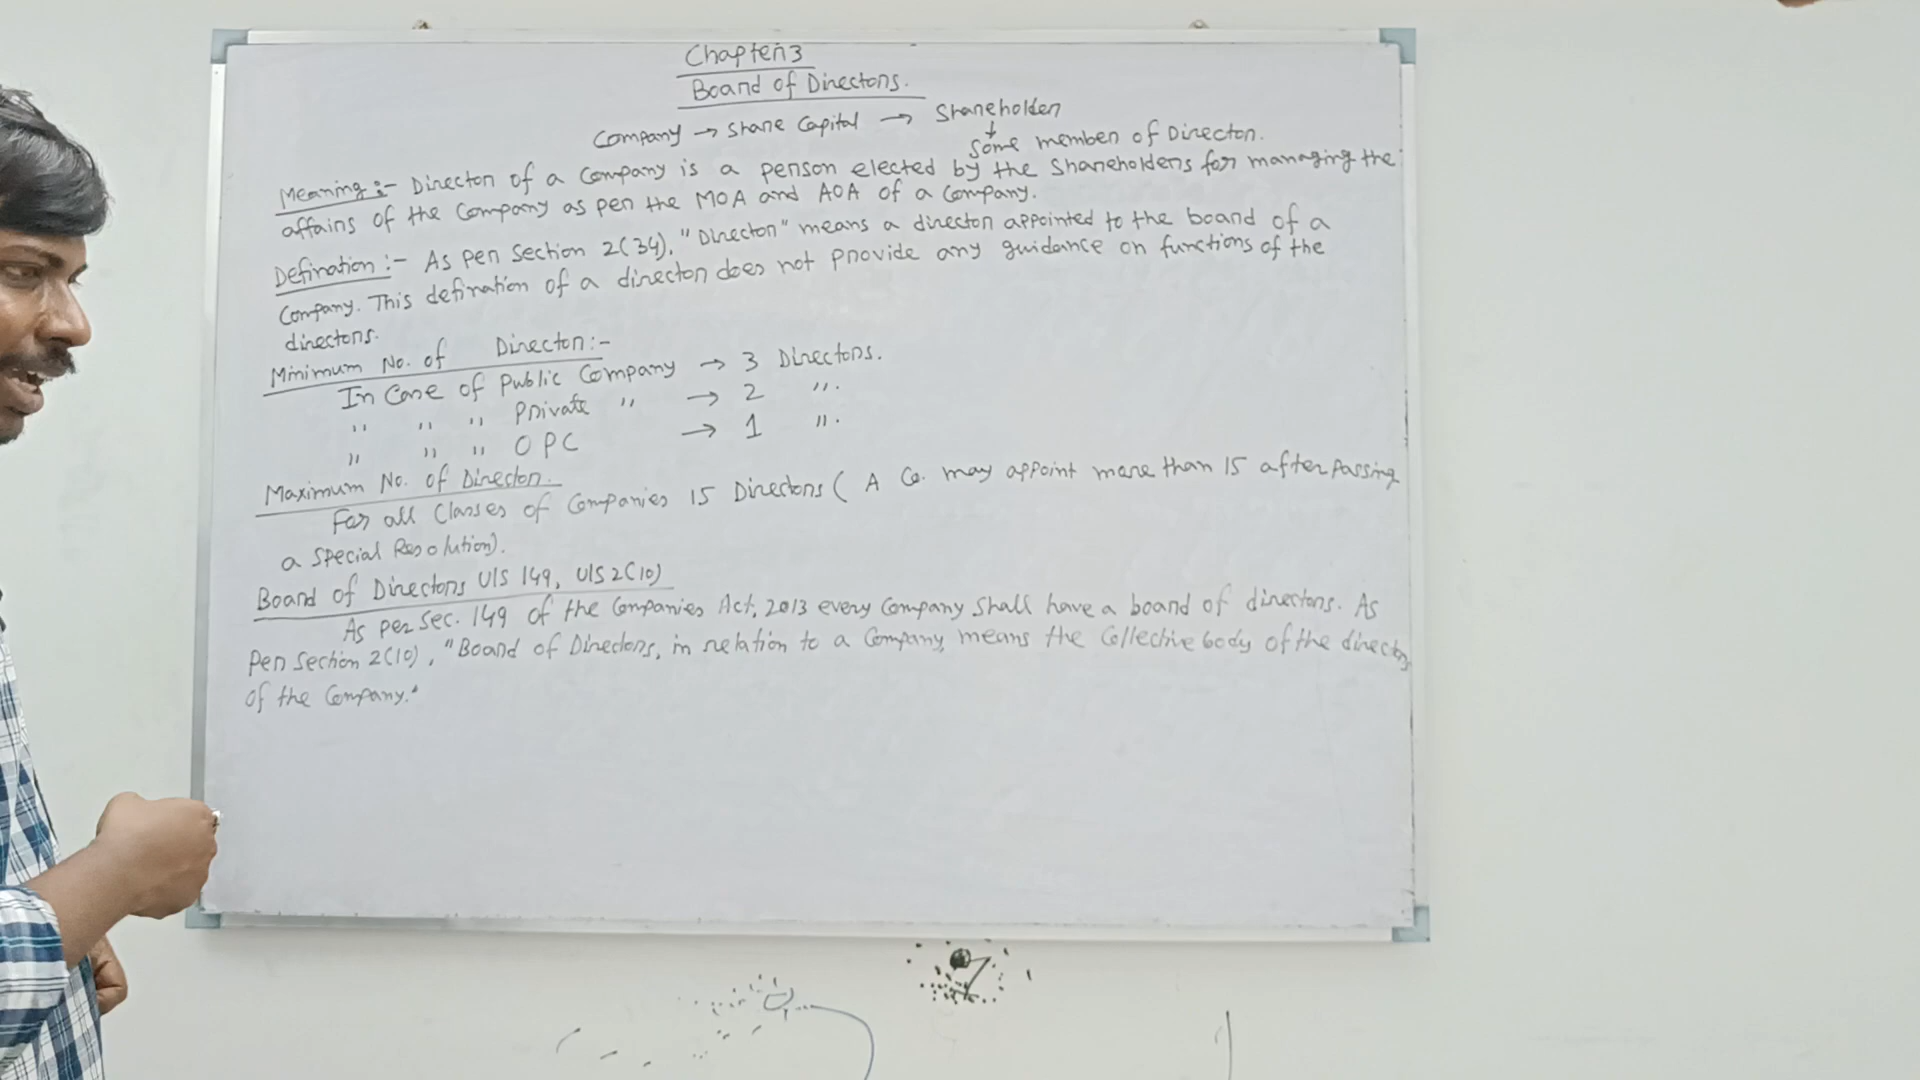 Chapter 3
Board of Directors.
Company → Share Capital → Shareholder
↓
Some member of Director.
Meaning :- Director of a Company is a person elected by the Shareholders for managing the
affairs of the Company as per the MOA and AOA of a Company.
Defination :- As per Section 2(34), "Director" means a director appointed to the board of a
Company. This defination of a director does not provide any guidance on functions of the
directors.
Minimum No. of Director :-
In Case of Public Company → 3 Directors.
" " " Private " → 2 ".
" " " OPC → 1 ".
Maximum No. of Director.
For all Classes of Companies 15 Directors ( A Co. may appoint more than 15 after passing
a Special Resolution).
Board of Directors U/S 149, U/S 2(10)
As per Sec. 149 of the Companies Act, 2013 every Company Shall have a board of directors. As
per Section 2(10), "Board of Directors, in relation to a Company, means the Collective body of the directors
of the Company."